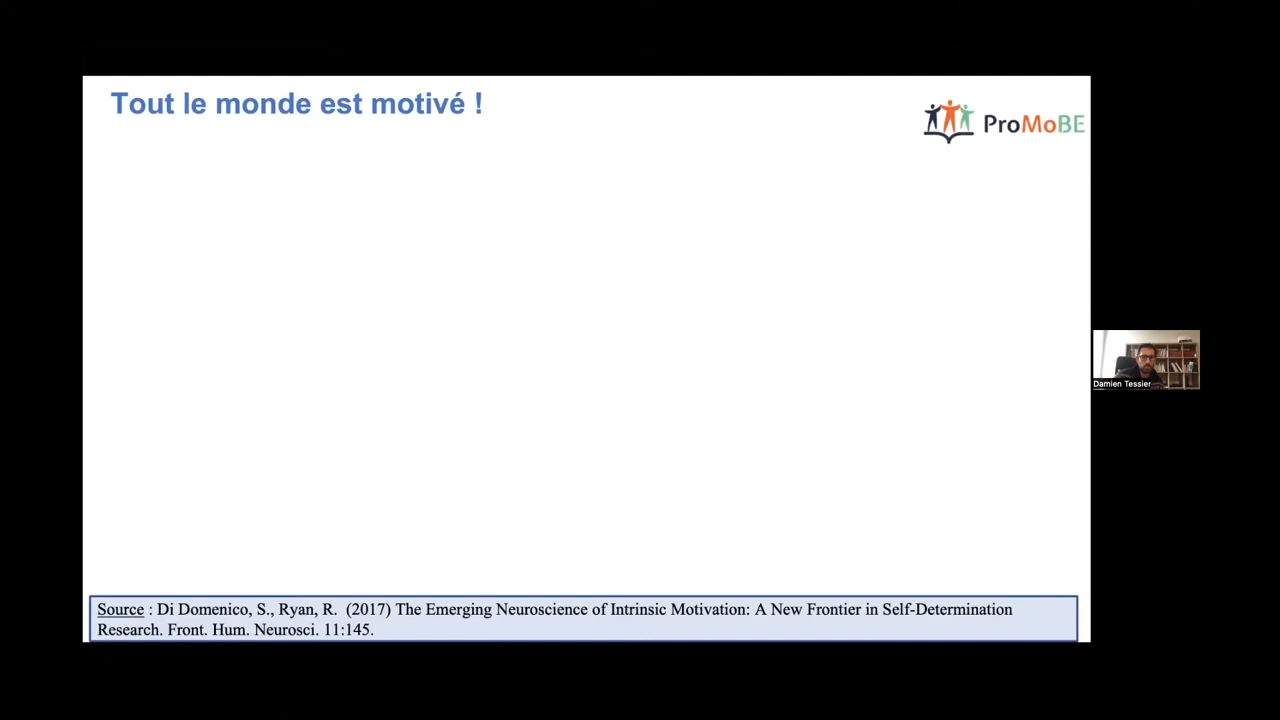 Tout le monde est motivé !
ProMoBE
Damien Tessier
Source : Di Domenico, S., Ryan, R. (2017) The Emerging Neuroscience of Intrinsic Motivation: A New Frontier in Self-Determination
Research. Front. Hum. Neurosci. 11:145.